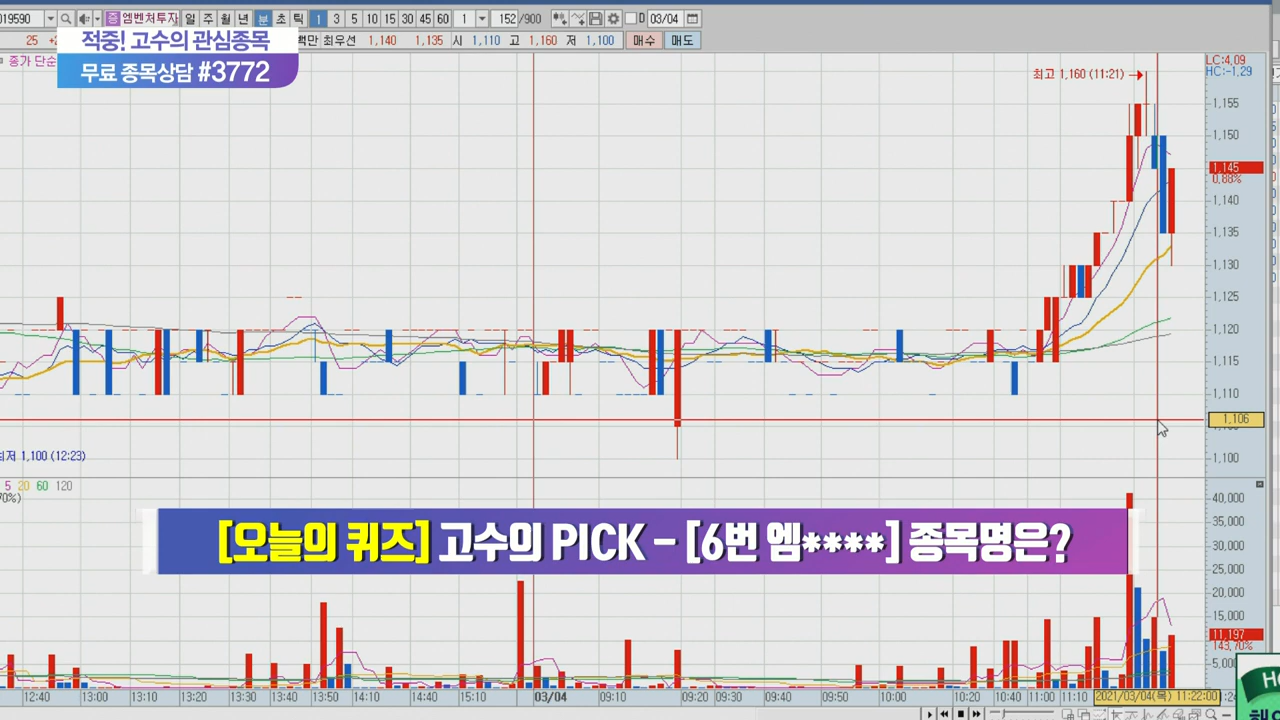 019590 엠벤처투자 일 주 월 년 분 초 틱 1 3 5 10 15 30 45 60 1 152 /900 D 03/04
25 백만 최우선 1,140 1,135 시 1,110 고 1,160 저 1,100 매수 매도
적중! 고수의 관심종목
무료 종목상담 #3772
종가 단순
최고 1,160 (11:21)
LC:4,09
HC:-1,29
1,155
1,150
1,145
0,88%
1,140
1,135
1,130
1,125
1,120
1,115
1,110
1,106
1,100
최저 1,100 (12:23)
5 20 60 120
40,000
35,000
30,000
25,000
20,000
15,000
11,197
143,70%
5,000
[오늘의 퀴즈] 고수의 PICK - [6번 엠****] 종목명은?
12:40 13:00 13:10 13:20 13:30 13:50 14:10 14:40 15:10 03/04 09:10 09:20 09:30 09:40 09:50 10:00 10:20 10:40 11:00 11:10 2021/03/04(목) 11:22:00